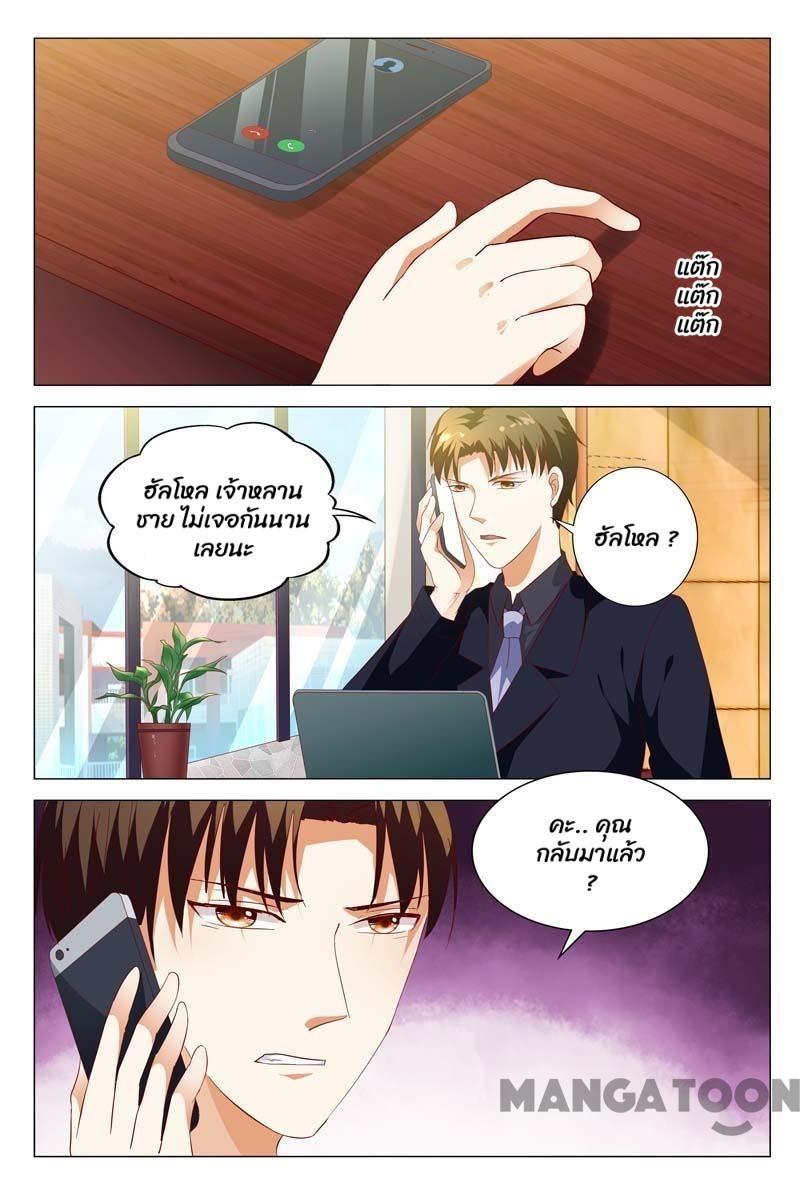 แต๊ก
แต๊ก
แต๊ก
ฮัลโหล เจ้าหลาน
ชาย ไม่เจอกันนาน
เลยนะ
ฮัลโหล ?
คะ.. คุณ
กลับมาแล้ว
?
MANGATOON